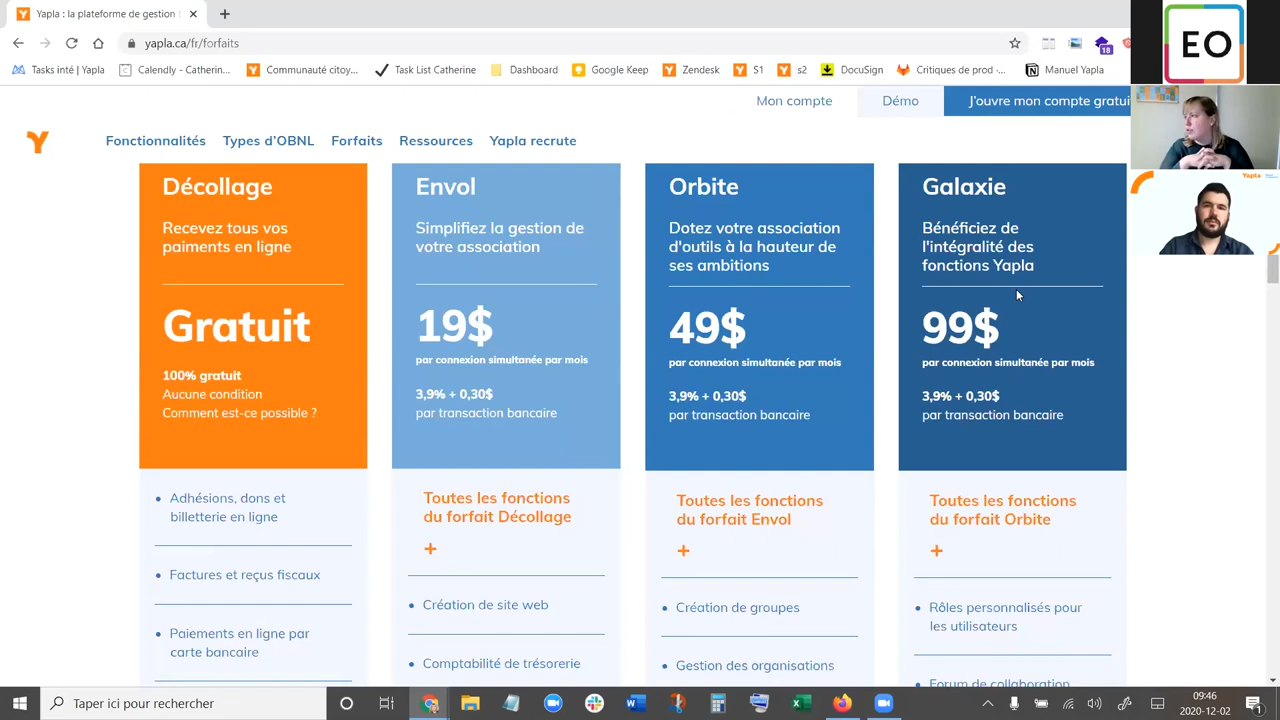 Yapla : la plateforme de gestion
yapla.ca/fr/forfaits
18
Tasks inté | Yapla
Calendly - Catherin...
Communauté citoy...
Task List Catherine
Dashboard
Google Keep
Zendesk
S1
s2
DocuSign
Critiques de prod -...
Manuel Yapla
EO
Yapla
Mon compte
Démo
J'ouvre mon compte gratui
Y
Fonctionnalités
Types d'OBNL
Forfaits
Ressources
Yapla recrute
Décollage
Recevez tous vos
paiments en ligne
Gratuit
100% gratuit
Aucune condition
Comment est-ce possible ?
Adhésions, dons et
billetterie en ligne
Factures et reçus fiscaux
Paiements en ligne par
carte bancaire
Envol
Simplifiez la gestion de
votre association
19$
par connexion simultanée par mois
3,9% + 0,30$
par transaction bancaire
Toutes les fonctions
du forfait Décollage
+
Création de site web
Comptabilité de trésorerie
Orbite
Dotez votre association
d'outils à la hauteur de
ses ambitions
49$
par connexion simultanée par mois
3,9% + 0,30$
par transaction bancaire
Toutes les fonctions
du forfait Envol
+
Création de groupes
Gestion des organisations
Galaxie
Bénéficiez de
l'intégralité des
fonctions Yapla
99$
par connexion simultanée par mois
3,9% + 0,30$
par transaction bancaire
Toutes les fonctions
du forfait Orbite
+
Rôles personnalisés pour
les utilisateurs
Forum de collaboration
Taper ici pour rechercher
09:46
2020-12-02
1